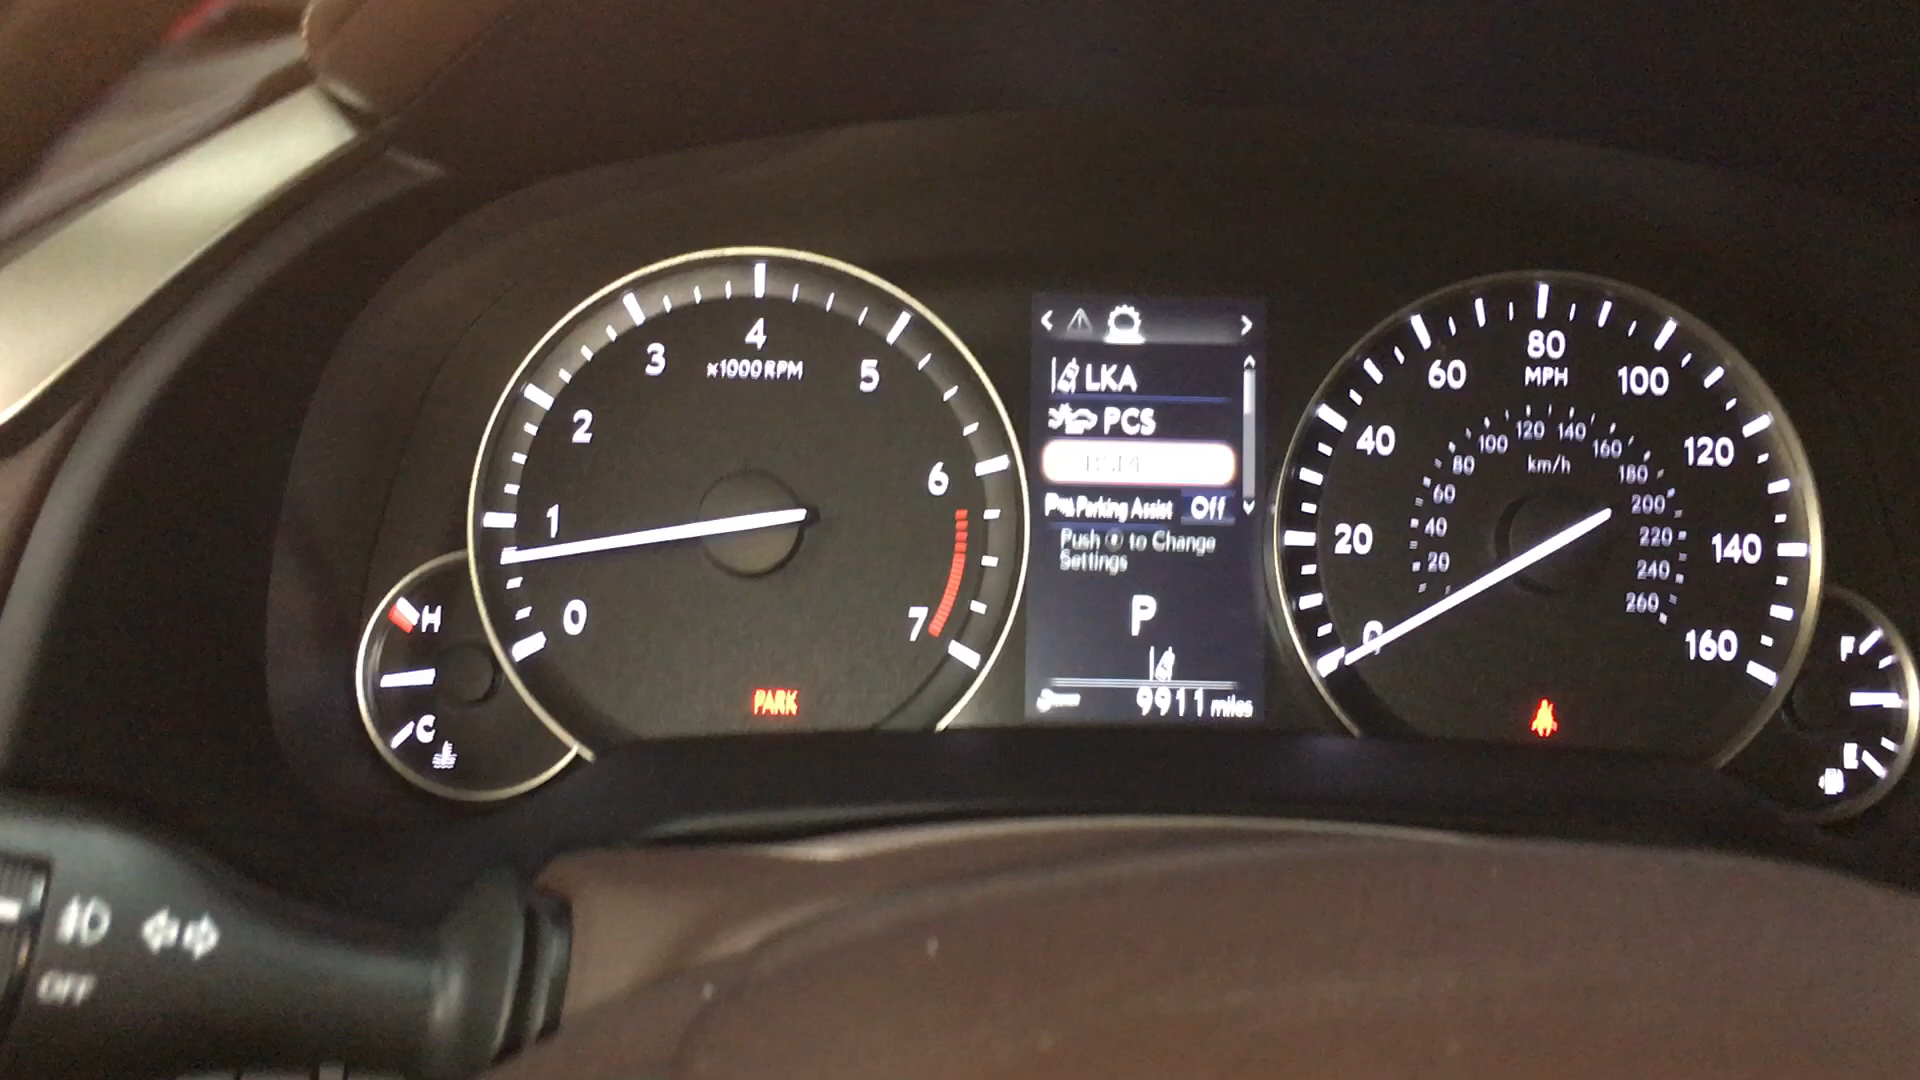 4
3
5
×1000RPM
2
6
1
0
7
H
C
PARK
LKA
PCS
Parking Assist Off
Push to Change
Settings
P
9911 miles
80
MPH
60
100
40
120
20
140
0
160
120
140
100
160
80
180
km/h
60
200
40
220
20
240
260
F
E
OFF